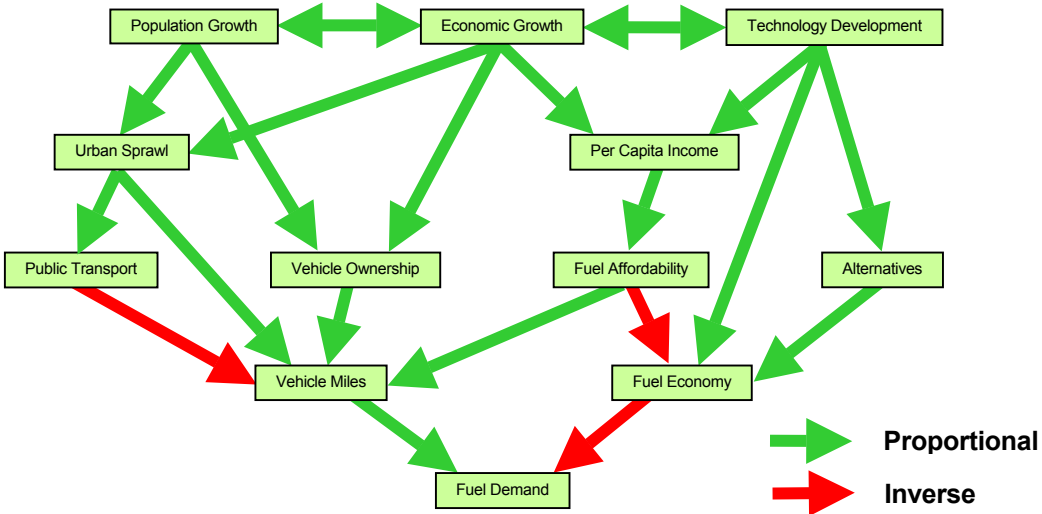 Population Growth
Economic Growth
Technology Development
Urban Sprawl
Per Capita Income
Public Transport
Vehicle Ownership
Fuel Affordability
Alternatives
Vehicle Miles
Fuel Economy
Proportional
Fuel Demand
Inverse